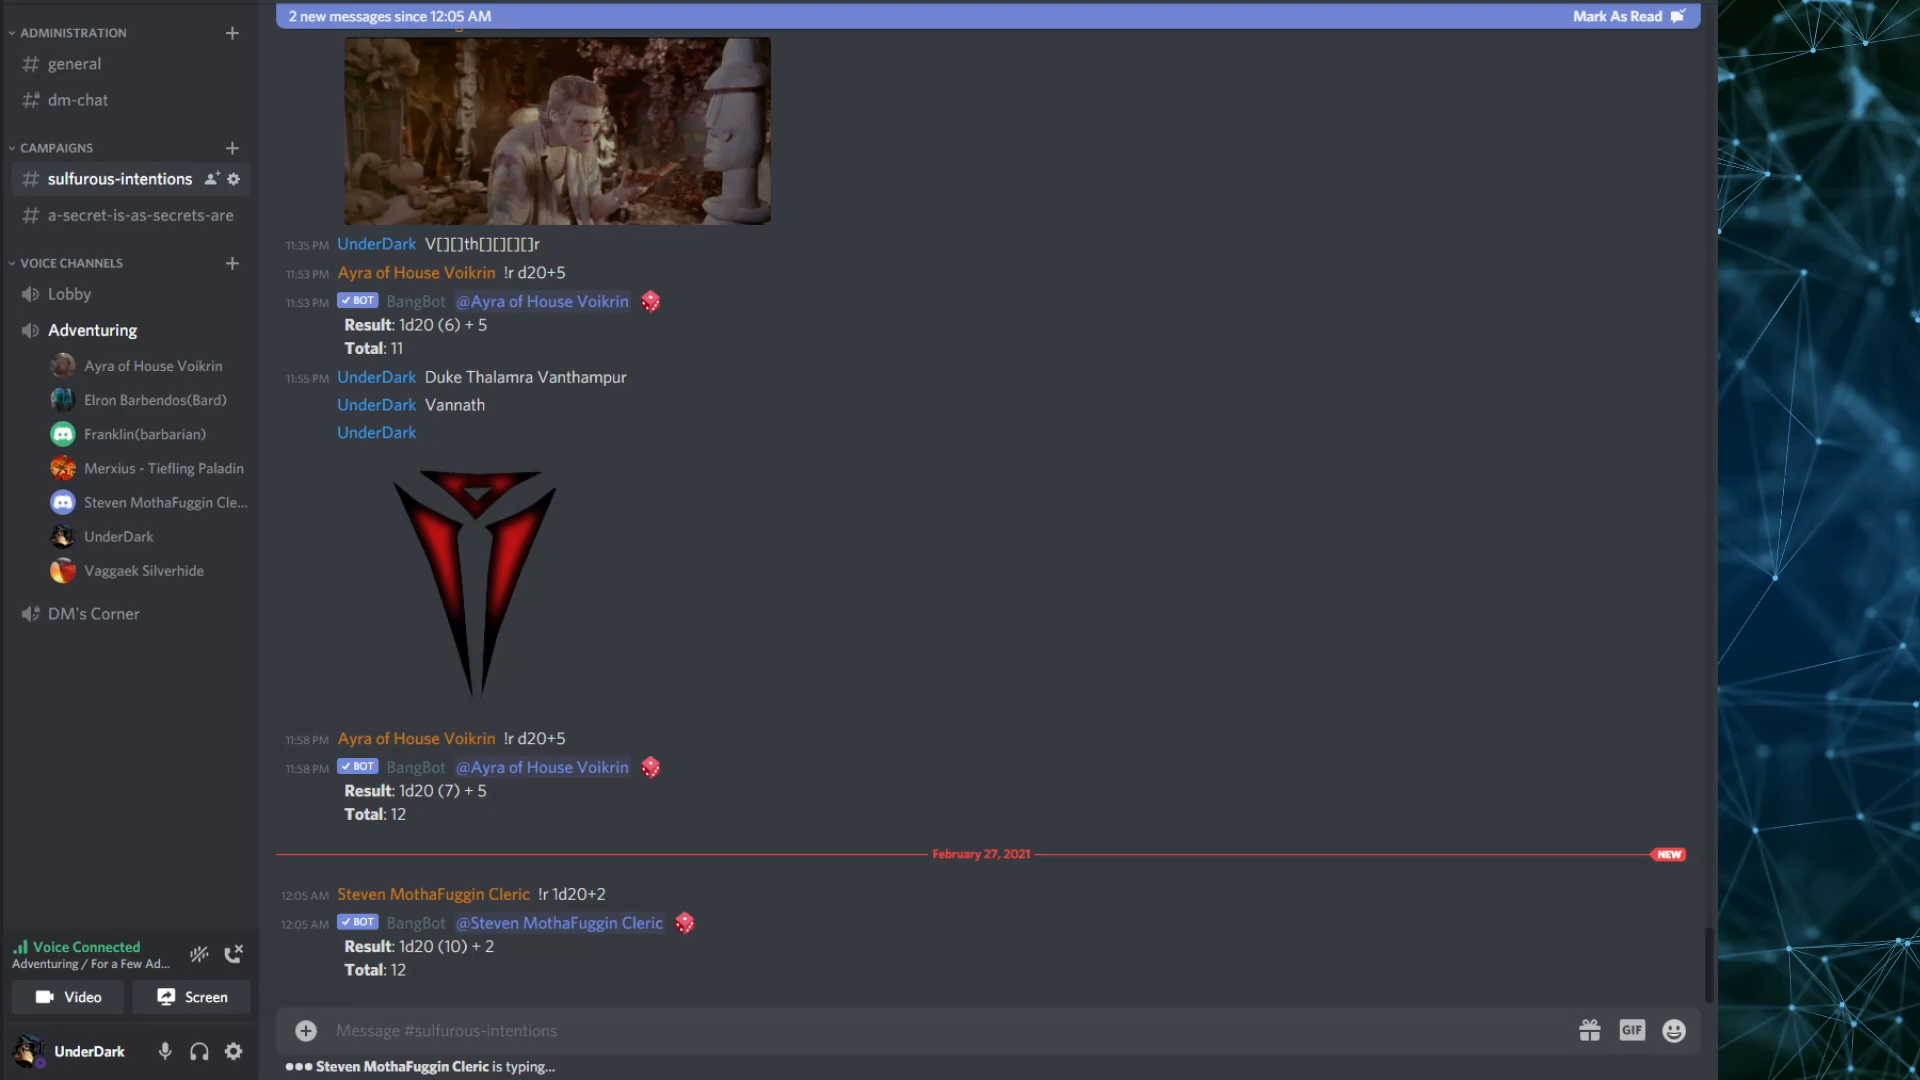 ADMINISTRATION
general
dm-chat
CAMPAIGNS
sulfurous-intentions
a-secret-is-as-secrets-are
VOICE CHANNELS
Lobby
Adventuring
Ayra of House Voikrin
Elron Barbendos(Bard)
Franklin(barbarian)
Merxius - Tiefling Paladin
Steven MothaFuggin Cle...
UnderDark
Vaggaek Silverhide
DM's Corner
Voice Connected
Adventuring / For a Few Ad...
Video Screen
UnderDark
2 new messages since 12:05 AM Mark As Read
11:35 PM UnderDark V[][]th[][][][]r
11:53 PM Ayra of House Voikrin !r d20+5
11:53 PM BOT BangBot @Ayra of House Voikrin
Result: 1d20 (6) + 5
Total: 11
11:55 PM UnderDark Duke Thalamra Vanthampur
UnderDark Vannath
UnderDark
11:58 PM Ayra of House Voikrin !r d20+5
11:58 PM BOT BangBot @Ayra of House Voikrin
Result: 1d20 (7) + 5
Total: 12
February 27, 2021 NEW
12:05 AM Steven MothaFuggin Cleric !r 1d20+2
12:05 AM BOT BangBot @Steven MothaFuggin Cleric
Result: 1d20 (10) + 2
Total: 12
Message #sulfurous-intentions GIF
Steven MothaFuggin Cleric is typing...